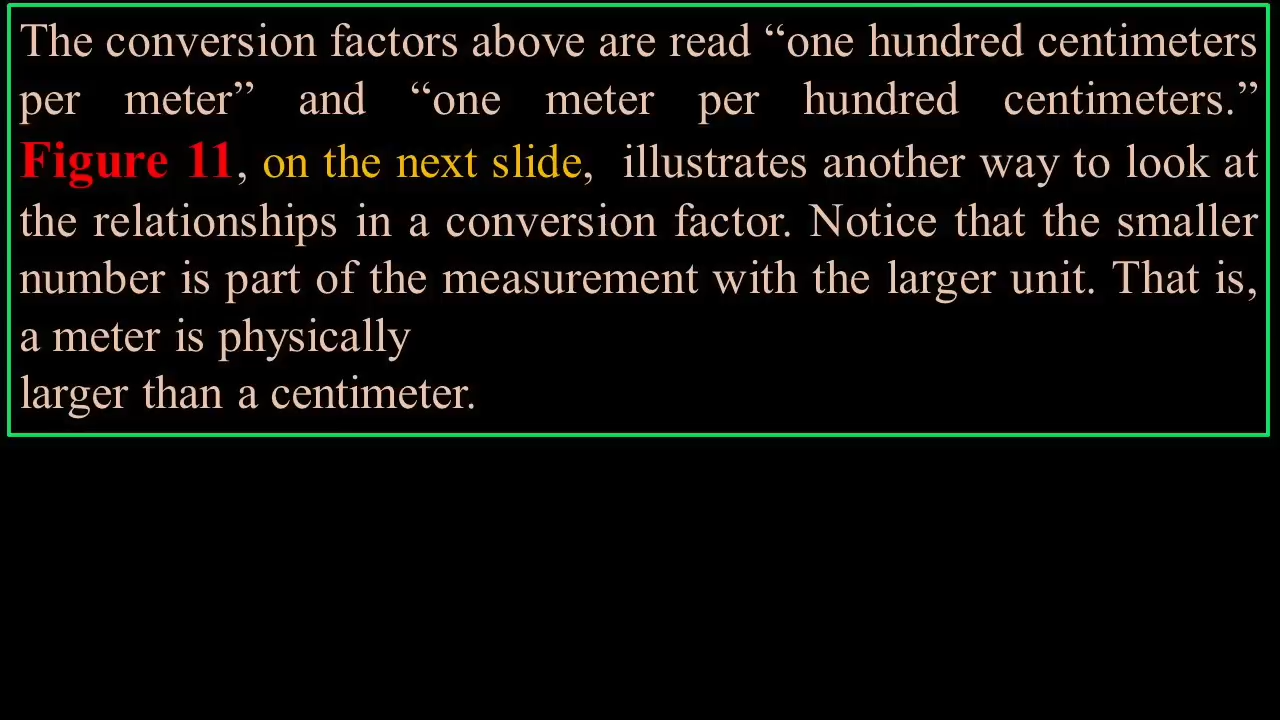 The conversion factors above are read “one hundred centimeters
per meter” and “one meter per hundred centimeters.”
Figure 11, on the next slide, illustrates another way to look at
the relationships in a conversion factor. Notice that the smaller
number is part of the measurement with the larger unit. That is,
a meter is physically
larger than a centimeter.